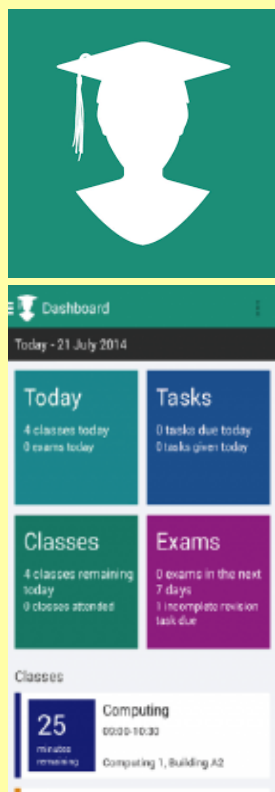 Dashboard
Today - 21 July 2014
Today
4 classes today
0 exams today
Tasks
0 tasks due today
0 tasks given today
Classes
4 classes remaining
today
0 classes attended
Exams
0 exams in the next
7 days
1 incomplete revision
task due
Classes
25
minutes
remaining
Computing
09:00-10:30
Computing 1, Building A2